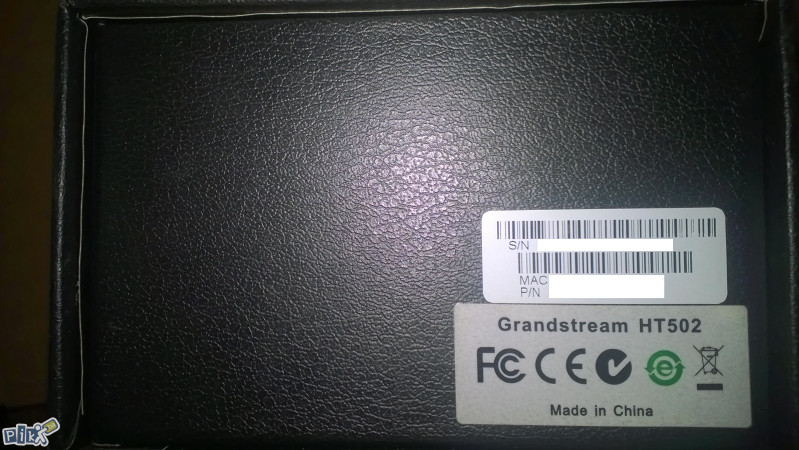 S/N
MAC
P/N
Grandstream HT502
FC CE
Made in China
pik